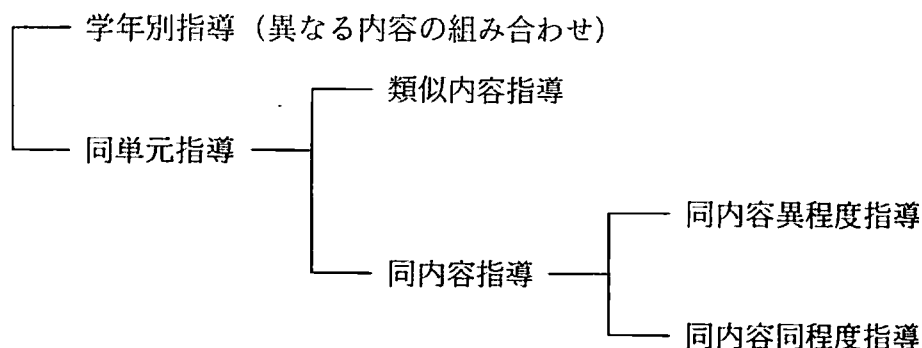 学年別指導（異なる内容の組み合わせ）
類似内容指導
同単元指導
同内容異程度指導
同内容指導
同内容同程度指導